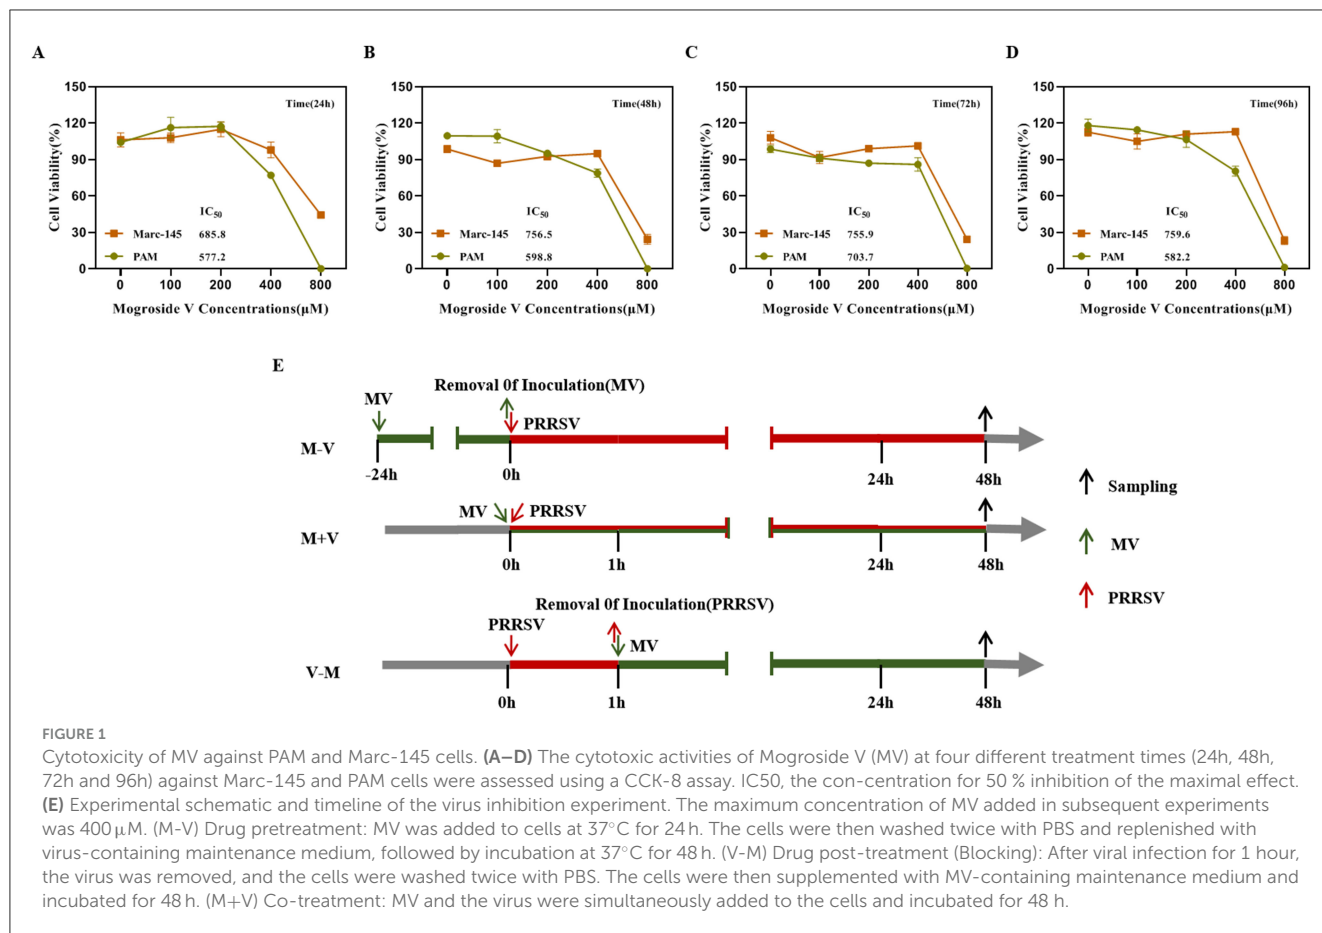 A
B
C
D
150
120
90
60
30
0
Cell Viability(%)
Time(24h)
IC50
Marc-145 685.8
PAM 577.2
0 100 200 400 800
Mogroside V Concentrations(μM)
150
120
90
60
30
0
Cell Viability(%)
Time(48h)
IC50
Marc-145 756.5
PAM 598.8
0 100 200 400 800
Mogroside V Concentrations(μM)
150
120
90
60
30
0
Cell Viability(%)
Time(72h)
IC50
Marc-145 755.9
PAM 703.7
0 100 200 400 800
Mogroside V Concentrations(μM)
150
120
90
60
30
0
Cell Viability(%)
Time(96h)
IC50
Marc-145 759.6
PAM 582.2
0 100 200 400 800
Mogroside V Concentrations(μM)
E
Removal 0f Inoculation(MV)
MV
PRRSV
M-V
-24h 0h 24h 48h
MV PRRSV
M+V
0h 1h 24h 48h
Removal 0f Inoculation(PRRSV)
PRRSV
MV
V-M
0h 1h 24h 48h
Sampling
MV
PRRSV
FIGURE 1
Cytotoxicity of MV against PAM and Marc-145 cells. (A–D) The cytotoxic activities of Mogroside V (MV) at four different treatment times (24h, 48h,
72h and 96h) against Marc-145 and PAM cells were assessed using a CCK-8 assay. IC50, the con-centration for 50 % inhibition of the maximal effect.
(E) Experimental schematic and timeline of the virus inhibition experiment. The maximum concentration of MV added in subsequent experiments
was 400 μM. (M-V) Drug pretreatment: MV was added to cells at 37°C for 24 h. The cells were then washed twice with PBS and replenished with
virus-containing maintenance medium, followed by incubation at 37°C for 48 h. (V-M) Drug post-treatment (Blocking): After viral infection for 1 hour,
the virus was removed, and the cells were washed twice with PBS. The cells were then supplemented with MV-containing maintenance medium and
incubated for 48 h. (M+V) Co-treatment: MV and the virus were simultaneously added to the cells and incubated for 48 h.